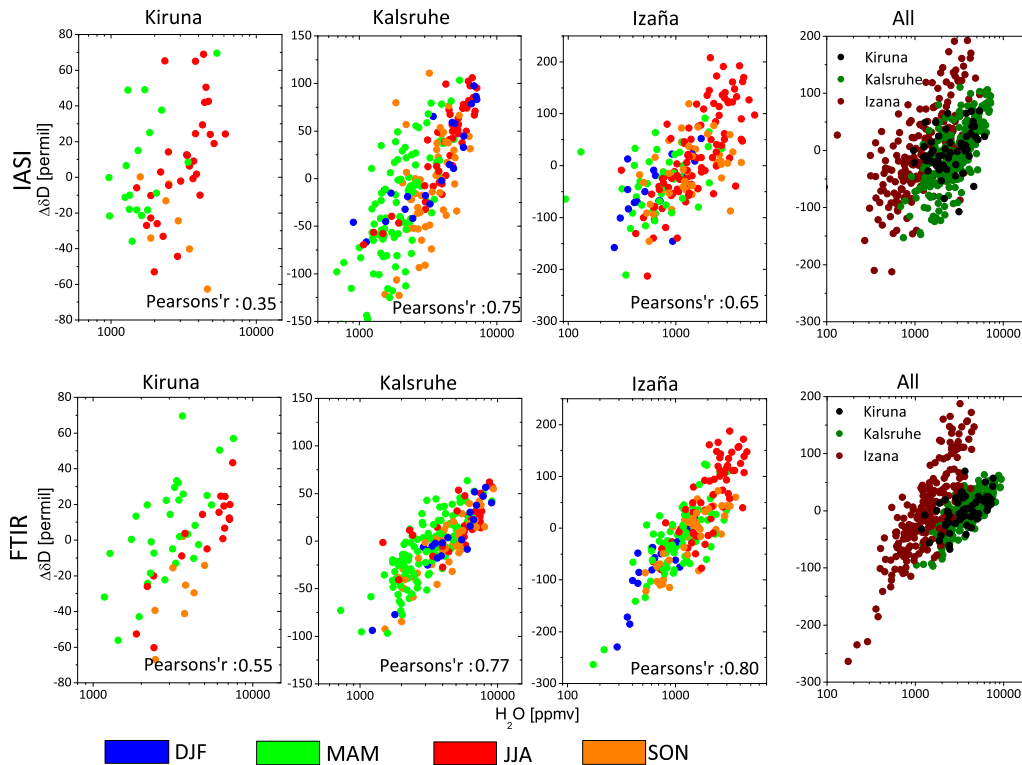 Kiruna Kalsruhe Izaña All
80 60 40 20 0 -20 -40 -60 -80
150 100 50 0 -50 -100 -150
200 100 0 -100 -200 -300
200 100 0 -100 -200 -300
IASI
ΔδD [permil]
Kiruna
Kalsruhe
Izana
Pearsons'r : 0.35 Pearsons'r : 0.75 Pearsons'r : 0.65
1000 10000 1000 10000 100 1000 100 1000 10000
Kiruna Kalsruhe Izaña All
80 60 40 20 0 -20 -40 -60 -80
150 100 50 0 -50 -100 -150
200 100 0 -100 -200 -300
200 100 0 -100 -200 -300
FTIR
ΔδD [permil]
Kiruna
Kalsruhe
Izana
Pearsons'r : 0.55 Pearsons'r : 0.77 Pearsons'r : 0.80
1000 10000 1000 10000 100 1000 100 1000 10000
H2O [ppmv]
DJF MAM JJA SON